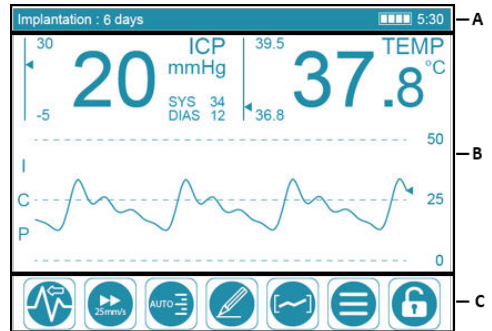 Implantation : 6 days 5:30 A
30 ICP 39.5 TEMP
20 mmHg 37.8 °C
SYS 34
-5 DIAS 12 36.8
50
B
I
C 25
P
0
25mm/s AUTO C